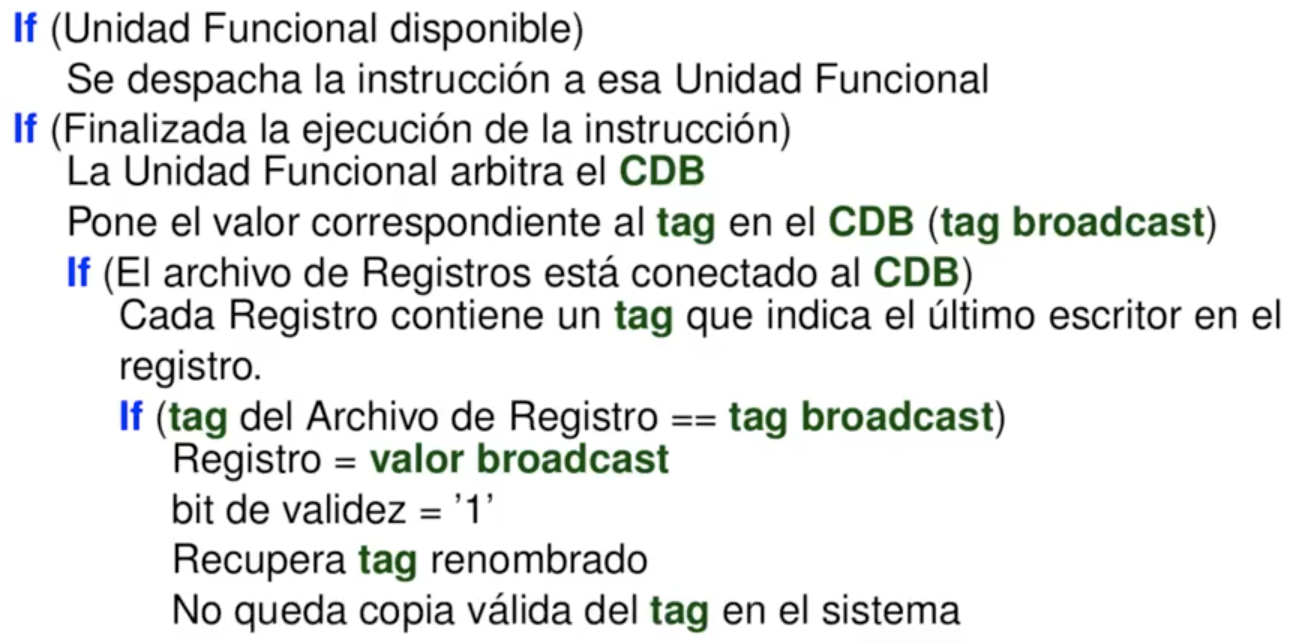 If (Unidad Funcional disponible)
Se despacha la instrucción a esa Unidad Funcional
If (Finalizada la ejecución de la instrucción)
La Unidad Funcional arbitra el CDB
Pone el valor correspondiente al tag en el CDB (tag broadcast)
If (El archivo de Registros está conectado al CDB)
Cada Registro contiene un tag que indica el último escritor en el
registro.
If (tag del Archivo de Registro == tag broadcast)
Registro = valor broadcast
bit de validez = ’1’
Recupera tag renombrado
No queda copia válida del tag en el sistema